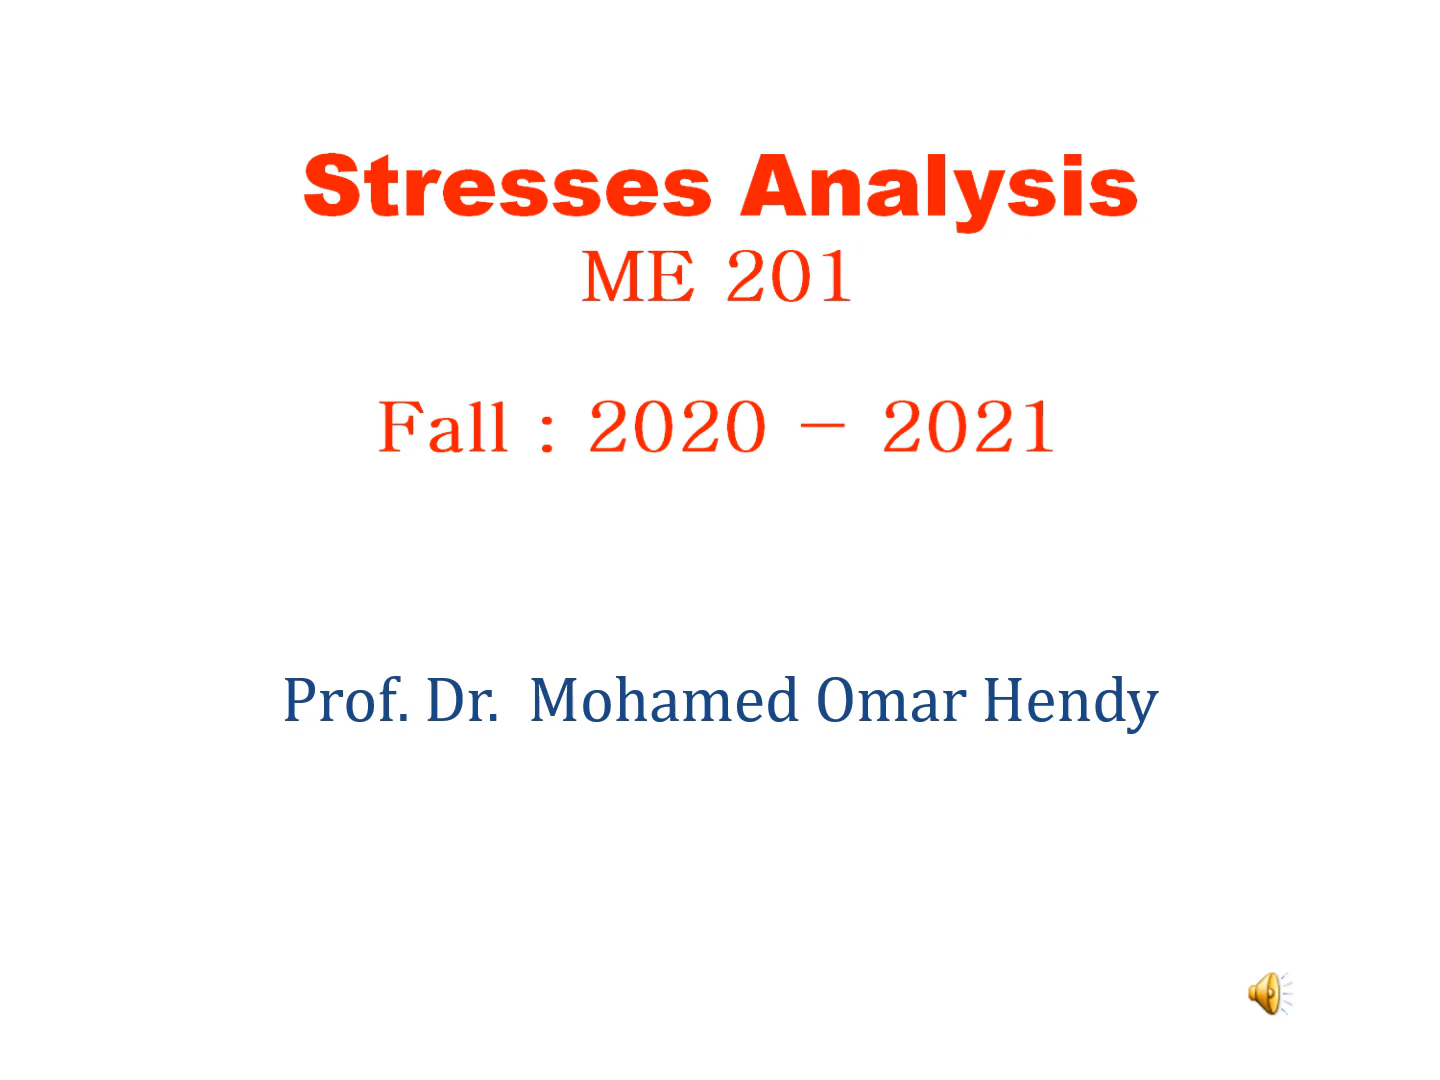 Stresses Analysis
ME 201
Fall : 2020 – 2021
Prof. Dr.  Mohamed Omar Hendy